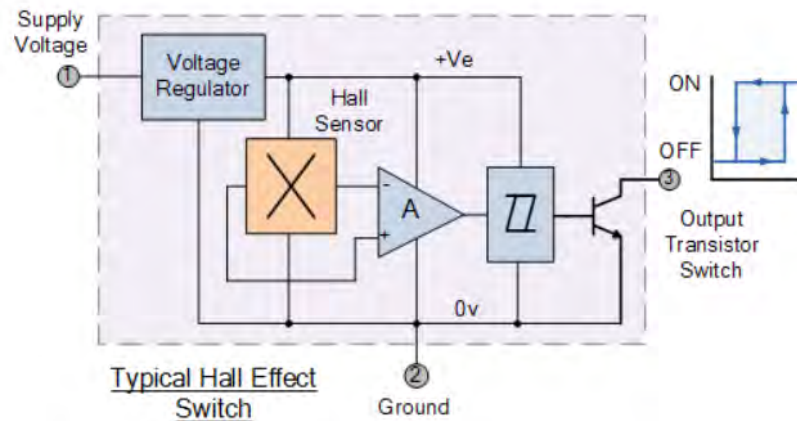 Supply
Voltage
1
Voltage
Regulator
+Ve
Hall
Sensor
ON
OFF
-
A
+
3
Output
Transistor
Switch
0v
2
Ground
Typical Hall Effect
Switch